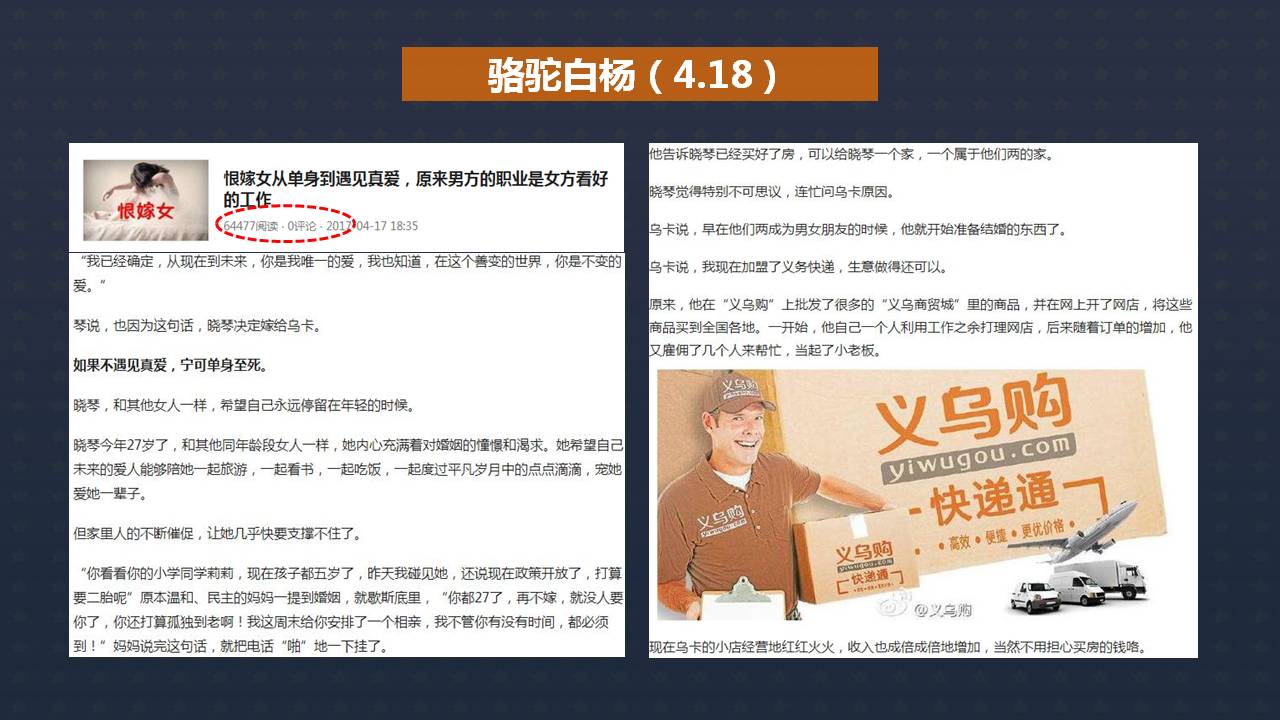 骆驼白杨（4.18）
恨嫁女
恨嫁女从单身到遇见真爱，原来男方的职业是女方看好
的工作
64477阅读 · 0评论 · 2017-04-17 18:35
“我已经确定，从现在到未来，你是我唯一的爱，我也知道，在这个善变的世界，你是不变的
爱。”
琴说，也因为这句话，晓琴决定嫁给乌卡。
如果不遇见真爱，宁可单身至死。
晓琴，和其他女人一样，希望自己永远停留在年轻的时候。
晓琴今年27岁了，和其他同年龄段女人一样，她内心充满着对婚姻的憧憬和渴求。她希望自己
未来的爱人能够陪她一起旅游，一起看书，一起吃饭，一起度过平凡岁月中的点点滴滴，宠她
爱她一辈子。
但家里人的不断催促，让她几乎快要支撑不住了。
“你看看你的小学同学莉莉，现在孩子都五岁了，昨天我碰见她，还说现在政策开放了，打算
要二胎呢”原本温和、民主的妈妈一提到婚姻，就歇斯底里，“你都27了，再不嫁，就没人要
你了，你还打算孤独到老啊！我这周末给你安排了一个相亲，我不管你有没有时间，都必须
到！”妈妈说完这句话，就把电话“啪”地一下挂了。
他告诉晓琴已经买好了房，可以给晓琴一个家，一个属于他们两的家。
晓琴觉得特别不可思议，连忙问乌卡原因。
乌卡说，早在他们两成为男女朋友的时候，他就开始准备结婚的东西了。
乌卡说，我现在加盟了义务快递，生意做得还可以。
原来，他在“义乌购”上批发了很多的“义乌商贸城”里的商品，并在网上开了网店，将这些
商品买到全国各地。一开始，他自己一个人利用工作之余打理网店，后来随着订单的增加，他
又雇佣了几个人来帮忙，当起了小老板。
义乌购
yiwugou.com
义乌购
yiwugou.com
快递通
• 高效 • 便捷 • 更优价格 •
义乌购
yiwugou.com
义乌购
yiwugou.com
快递通
@义乌购
现在乌卡的小店经营地红红火火，收入也成倍成倍地增加，当然不用担心买房的钱咯。